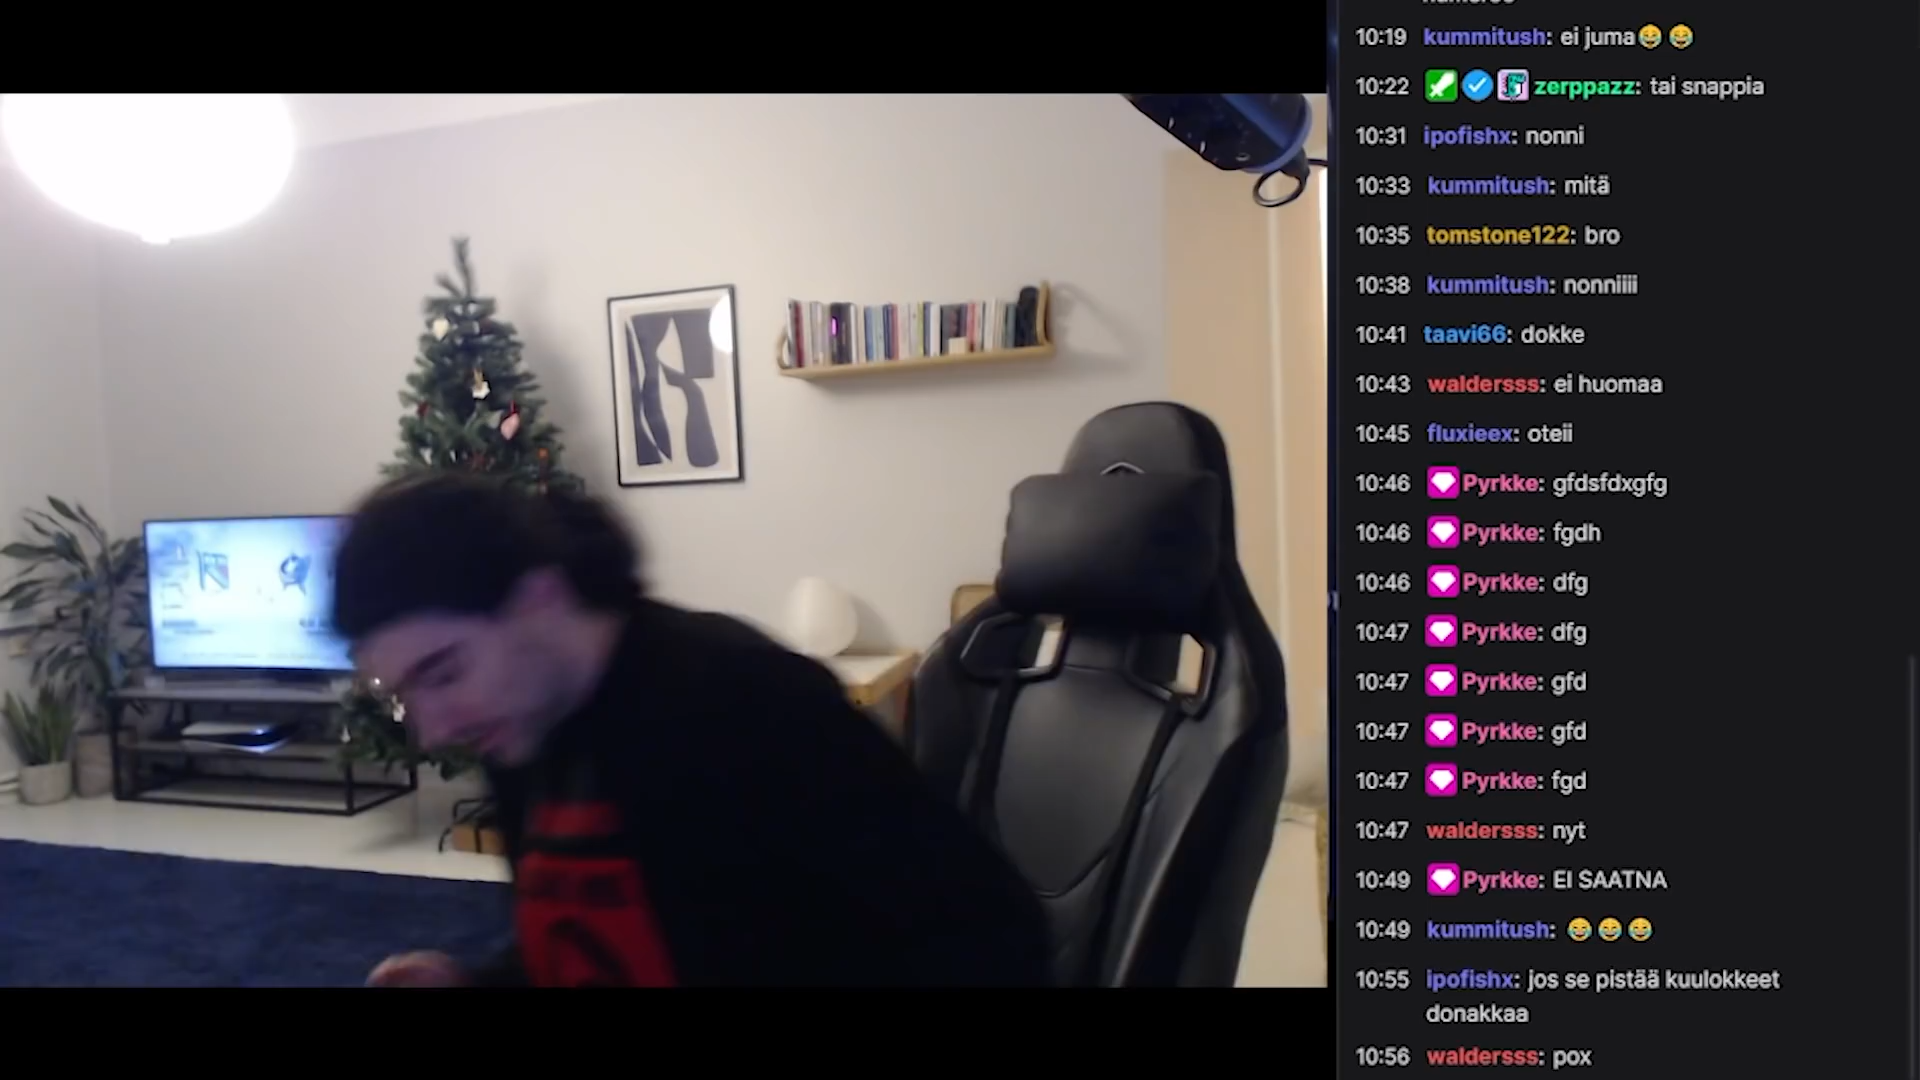 10:19 kummitush: ei juma😂 😂
10:22 zerppazz: tai snappia
10:31 ipofishx: nonni
10:33 kummitush: mitä
10:35 tomstone122: bro
10:38 kummitush: nonniiii
10:41 taavi66: dokke
10:43 waldersss: ei huomaa
10:45 fluxieex: oteii
10:46 Pyrkke: gfdsfdxgfg
10:46 Pyrkke: fgdh
10:46 Pyrkke: dfg
10:47 Pyrkke: dfg
10:47 Pyrkke: gfd
10:47 Pyrkke: gfd
10:47 Pyrkke: fgd
10:47 waldersss: nyt
10:49 Pyrkke: EI SAATNA
10:49 kummitush: 😂 😂 😂
10:55 ipofishx: jos se pistää kuulokkeet
donakkaa
10:56 waldersss: pox